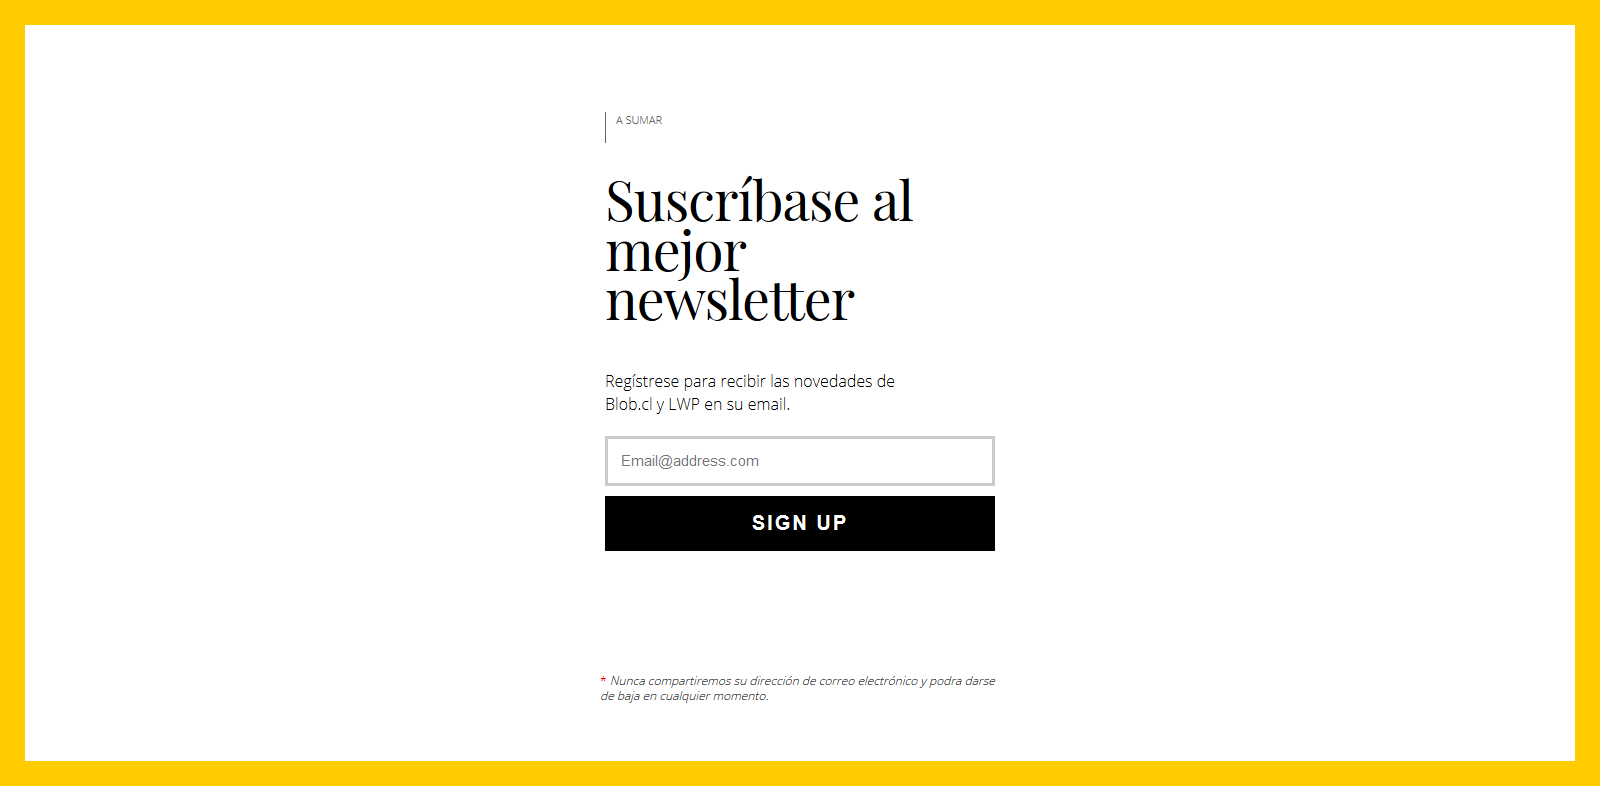 A SUMAR
Suscríbase al
mejor
newsletter
Regístrese para recibir las novedades de
Blob.cl y LWP en su email.
Email@address.com
SIGN UP
* Nunca compartiremos su dirección de correo electrónico y podra darse
de baja en cualquier momento.